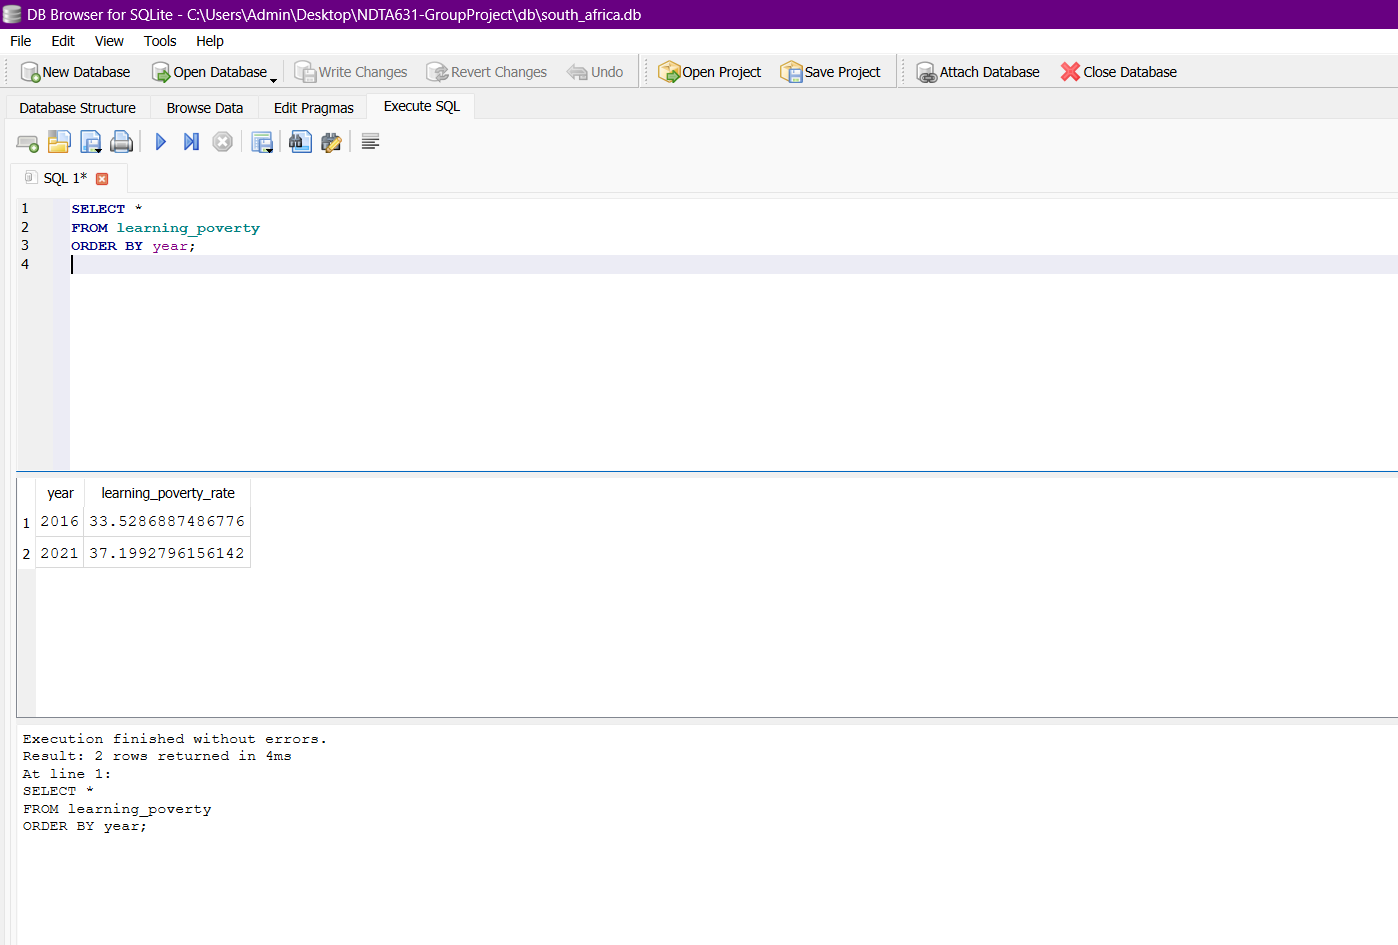 DB Browser for SQLite - C:\Users\Admin\Desktop\NDTA631-GroupProject\db\south_africa.db
File Edit View Tools Help
New Database Open Database Write Changes Revert Changes Undo Open Project Save Project Attach Database Close Database
Database Structure Browse Data Edit Pragmas Execute SQL
SQL 1*
1 SELECT *
2 FROM learning_poverty
3 ORDER BY year;
4
year learning_poverty_rate
1 2016 33.5286887486776
2 2021 37.1992796156142
Execution finished without errors.
Result: 2 rows returned in 4ms
At line 1:
SELECT *
FROM learning_poverty
ORDER BY year;